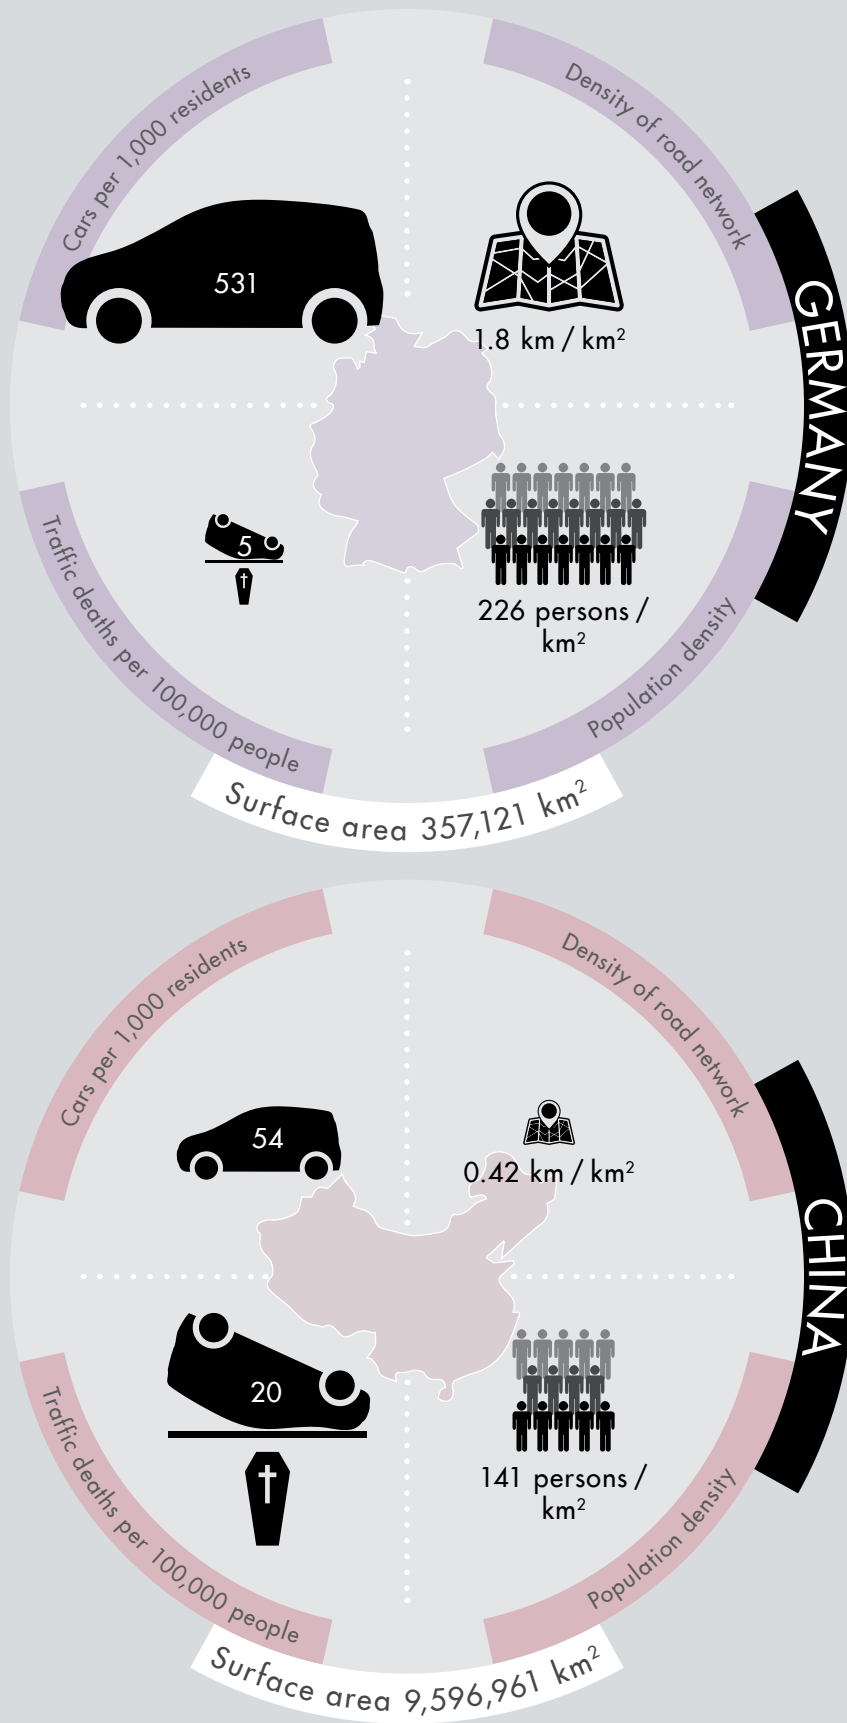 Cars per 1,000 residents
Density of road network
531
1.8 km / km²
GERMANY
5
226 persons /
km²
Traffic deaths per 100,000 people
Population density
Surface area 357,121 km²
Cars per 1,000 residents
Density of road network
54
0.42 km / km²
CHINA
20
141 persons /
km²
Traffic deaths per 100,000 people
Population density
Surface area 9,596,961 km²